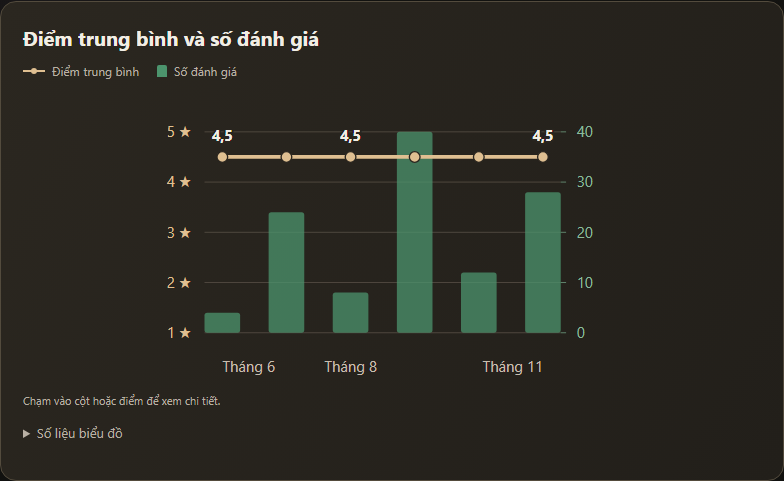 Điểm trung bình và số đánh giá
Điểm trung bình Số đánh giá
4,5 4,5 4,5
5 ★ 40
4 ★ 30
3 ★ 20
2 ★ 10
1 ★ 0
Tháng 6 Tháng 8 Tháng 11
Chạm vào cột hoặc điểm để xem chi tiết.
▶ Số liệu biểu đồ